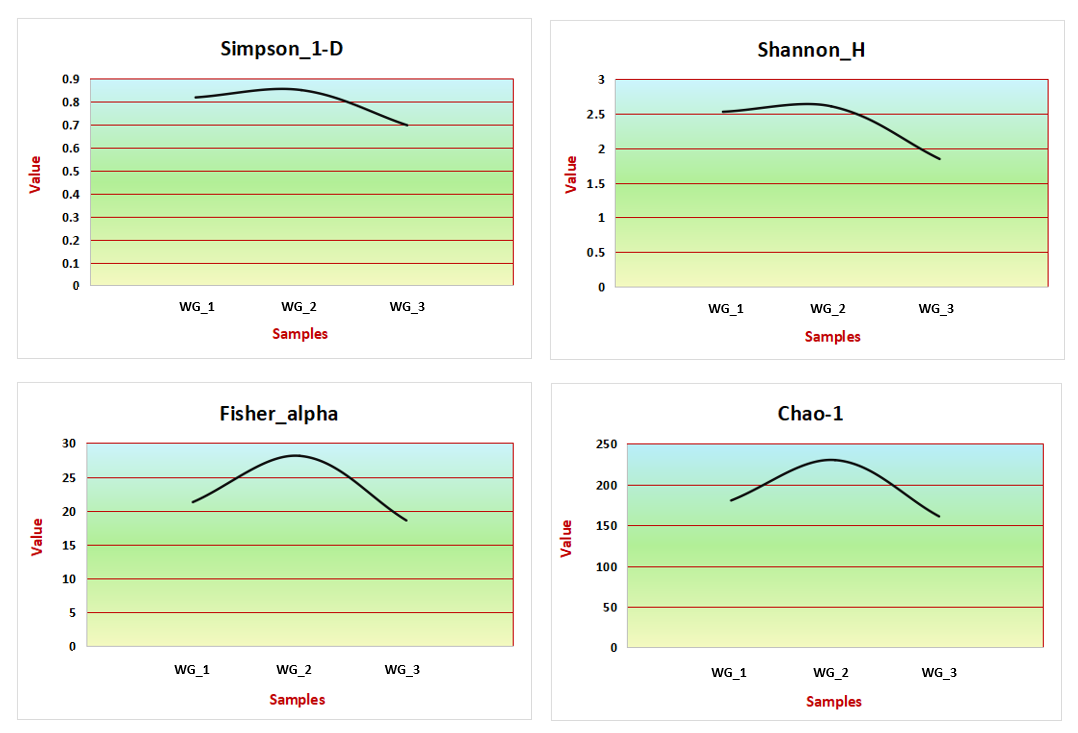 Simpson_1-D
0.9
0.8
0.7
0.6
0.5
0.4
0.3
0.2
0.1
0
Value
WG_1 WG_2 WG_3
Samples
Shannon_H
3
2.5
2
1.5
1
0.5
0
Value
WG_1 WG_2 WG_3
Samples
Fisher_alpha
30
25
20
15
10
5
0
Value
WG_1 WG_2 WG_3
Samples
Chao-1
250
200
150
100
50
0
Value
WG_1 WG_2 WG_3
Samples